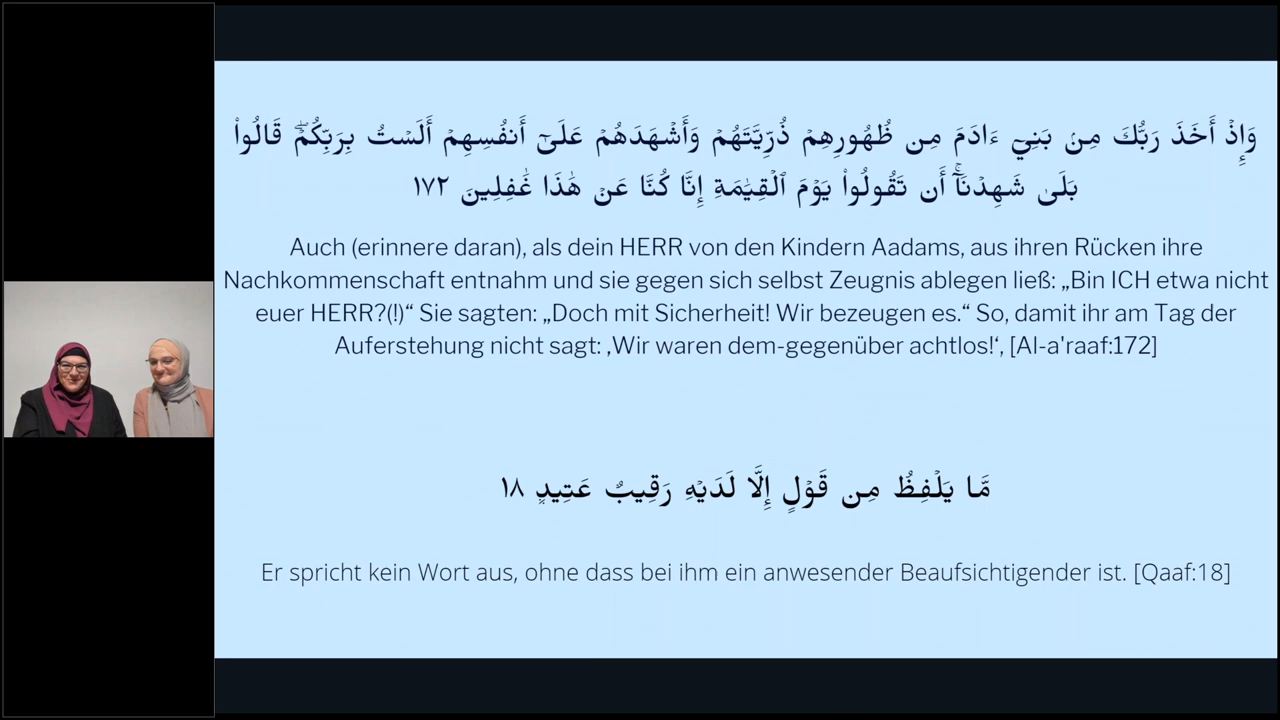 وَإِذۡ أَخَذَ رَبُّكَ مِنۢ بَنِيٓ ءَادَمَ مِن ظُهُورِهِمۡ ذُرِّيَّتَهُمۡ وَأَشۡهَدَهُمۡ عَلَىٰٓ أَنفُسِهِمۡ أَلَسۡتُ بِرَبِّكُمۡۖ قَالُواْ
بَلَىٰ شَهِدۡنَآۚ أَن تَقُولُواْ يَوۡمَ ٱلۡقِيَٰمَةِ إِنَّا كُنَّا عَنۡ هَٰذَا غَٰفِلِينَ ١٧٢
Auch (erinnere daran), als dein HERR von den Kindern Aadams, aus ihren Rücken ihre
Nachkommenschaft entnahm und sie gegen sich selbst Zeugnis ablegen ließ: „Bin ICH etwa nicht
euer HERR?(!)“ Sie sagten: „Doch mit Sicherheit! Wir bezeugen es.“ So, damit ihr am Tag der
Auferstehung nicht sagt: ‚Wir waren dem-gegenüber achtlos!‘, [Al-a'raaf:172]
مَّا يَلۡفِظُ مِن قَوۡلٍ إِلَّا لَدَيۡهِ رَقِيبٌ عَتِيدٞ ١٨
Er spricht kein Wort aus, ohne dass bei ihm ein anwesender Beaufsichtigender ist. [Qaaf:18]